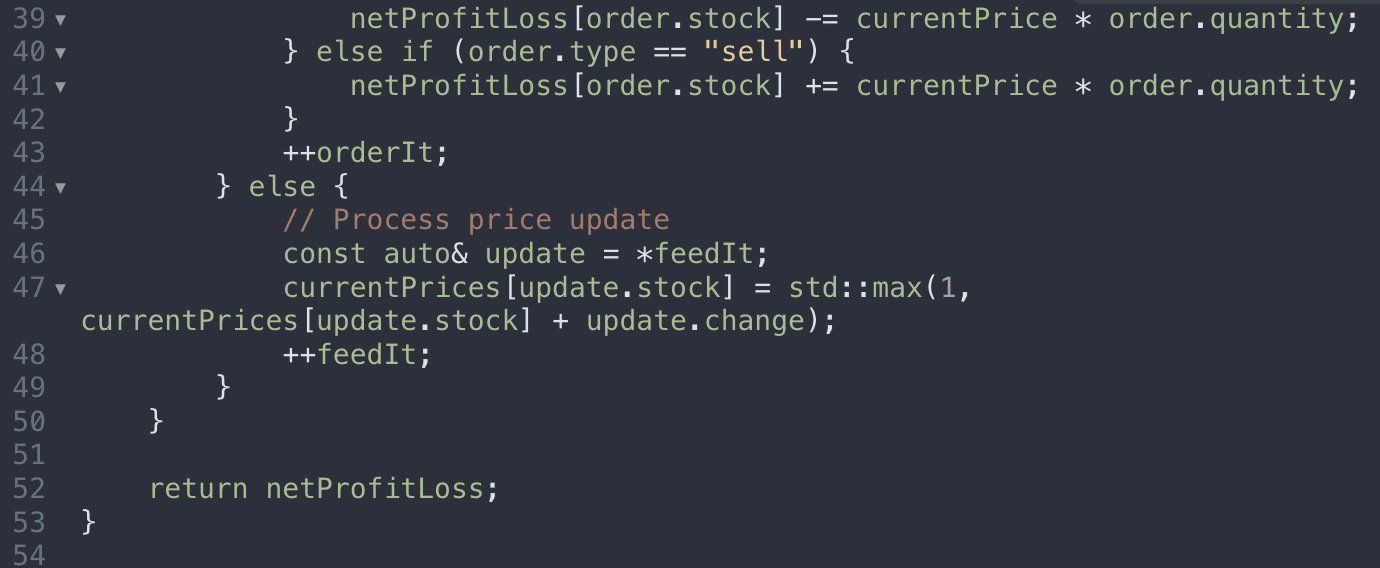 39 netProfitLoss[order.stock] -= currentPrice * order.quantity;
40 } else if (order.type == "sell") {
41 netProfitLoss[order.stock] += currentPrice * order.quantity;
42 }
43 ++orderIt;
44 } else {
45 // Process price update
46 const auto& update = *feedIt;
47 currentPrices[update.stock] = std::max(1,
currentPrices[update.stock] + update.change);
48 ++feedIt;
49 }
50 }
51
52 return netProfitLoss;
53 }
54